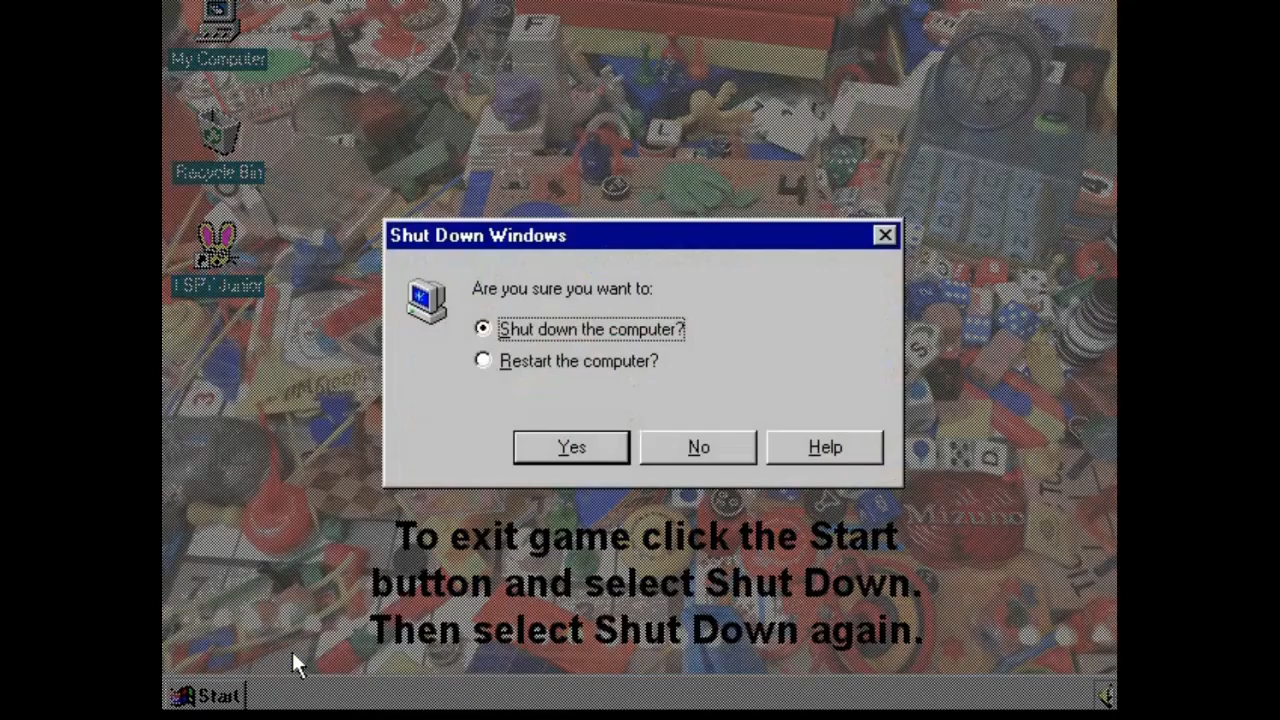 My Computer
Recycle Bin
I SPY Junior
Shut Down Windows
Are you sure you want to:
Shut down the computer?
Restart the computer?
Yes
No
Help
Mizuno
To exit game click the Start
button and select Shut Down.
Then select Shut Down again.
Start